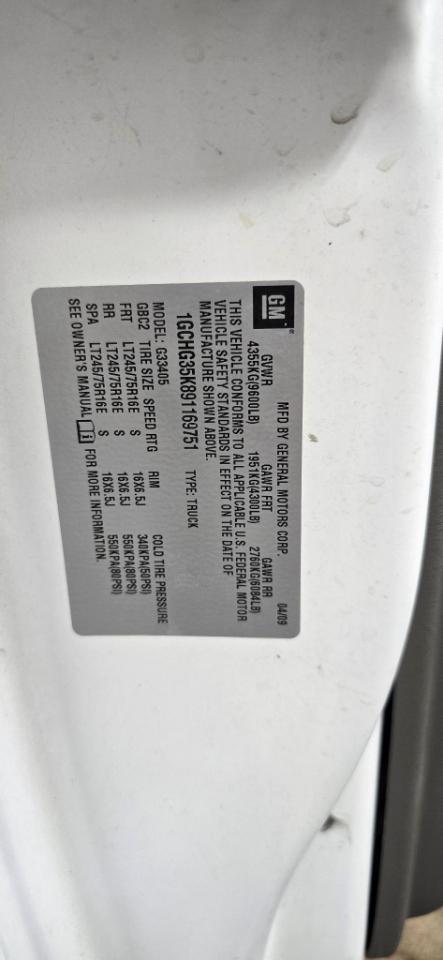 GM
MFD BY GENERAL MOTORS CORP. 04/09
GVWR GAWR FRT GAWR RR
4355KG(9600LB) 1951KG(4300LB) 2760KG(6084LB)
THIS VEHICLE CONFORMS TO ALL APPLICABLE U.S. FEDERAL MOTOR
VEHICLE SAFETY STANDARDS IN EFFECT ON THE DATE OF
MANUFACTURE SHOWN ABOVE.
1GCHG35K891169751 TYPE: TRUCK
MODEL: G33405
GBC2 TIRE SIZE SPEED RTG RIM COLD TIRE PRESSURE
FRT LT245/75R16E S 16X6.5J 340KPA(50PSI)
RR LT245/75R16E S 16X6.5J 550KPA(80PSI)
SPA LT245/75R16E S 16X6.5J 550KPA(80PSI)
SEE OWNER'S MANUAL FOR MORE INFORMATION.